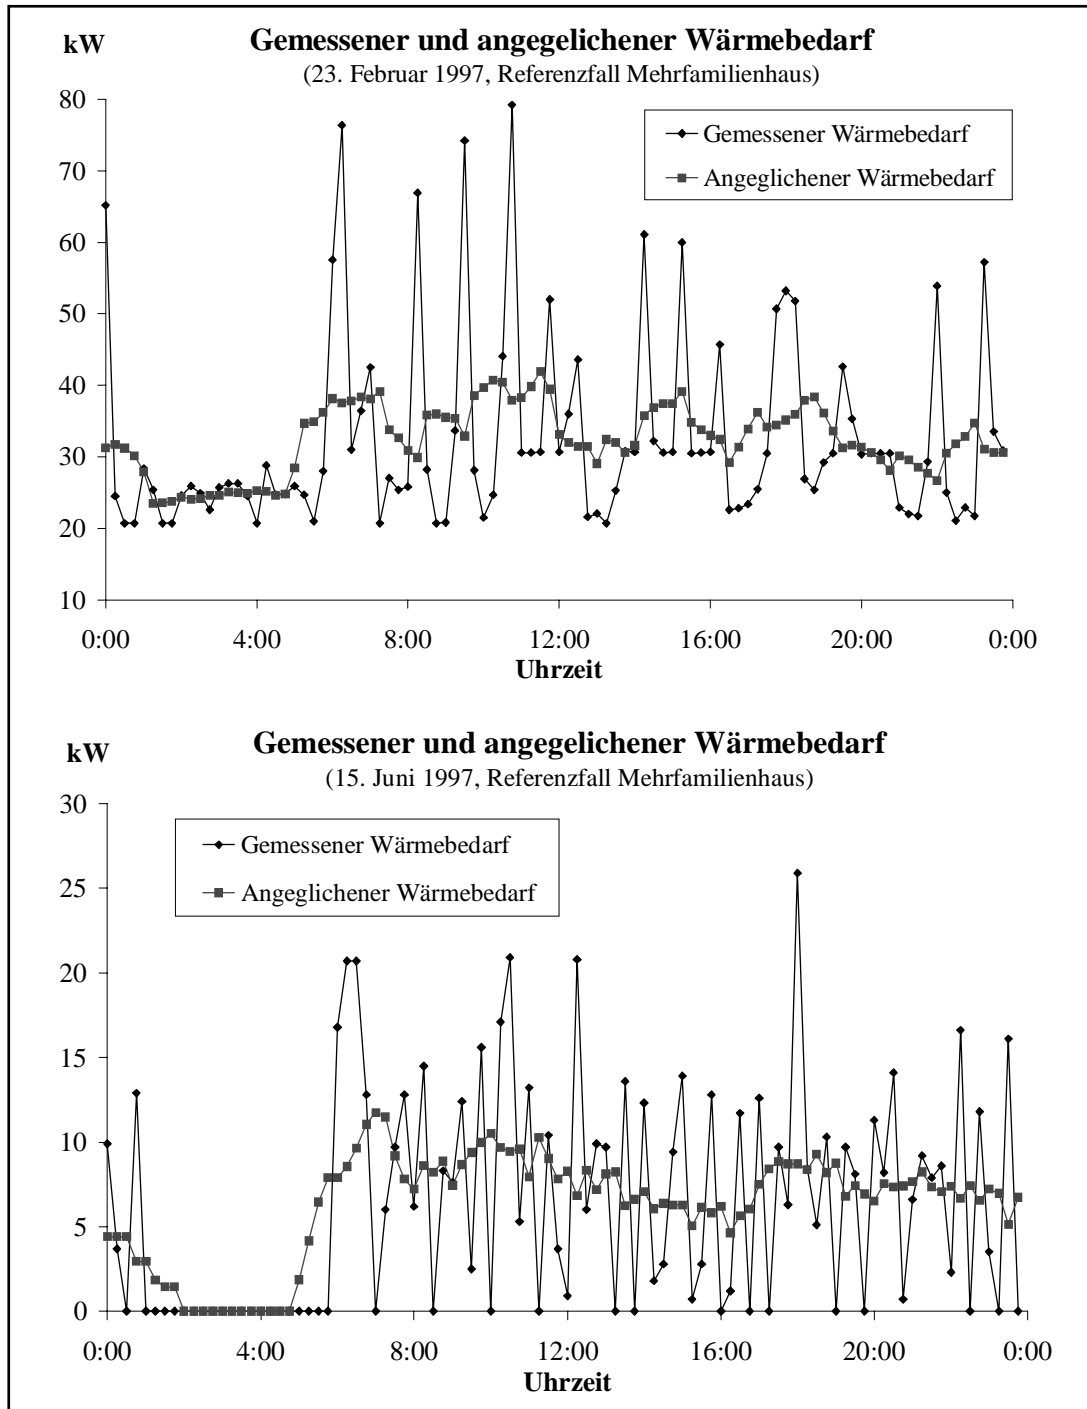 kW
Gemessener und angegelichener Wärmebedarf
(23. Februar 1997, Referenzfall Mehrfamilienhaus)
80
70
60
50
40
30
20
10
Gemessener Wärmebedarf
Angeglichener Wärmebedarf
0:00 4:00 8:00 12:00 16:00 20:00 0:00
Uhrzeit
kW
Gemessener und angegelichener Wärmebedarf
(15. Juni 1997, Referenzfall Mehrfamilienhaus)
30
25
20
15
10
5
0
Gemessener Wärmebedarf
Angeglichener Wärmebedarf
0:00 4:00 8:00 12:00 16:00 20:00 0:00
Uhrzeit